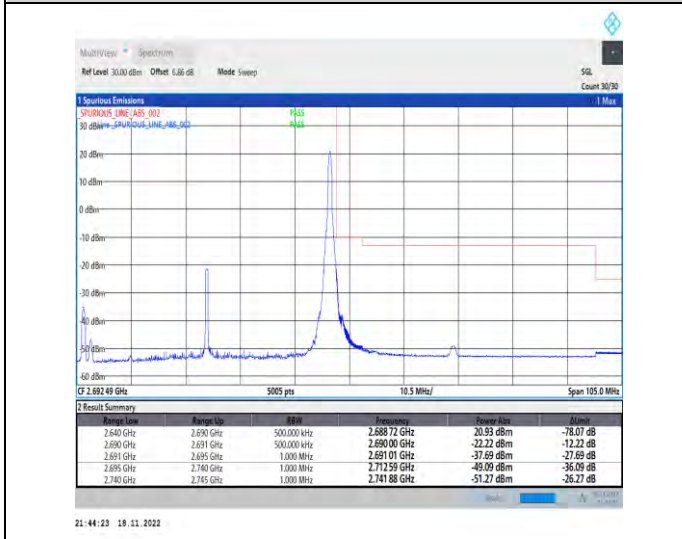 MultiView Spectrum
Ref Level 30.00 dBm Offset 6.86 dB Mode Sweep SGL
Count 30/30
1 Spurious Emissions 1 Max
_SPURIOUS_LINE_ABS_002 PASS
30 dBm Line _SPURIOUS_LINE_ABS_002 PASS
20 dBm
10 dBm
0 dBm
-10 dBm
-20 dBm
-30 dBm
-40 dBm
-50 dBm
-60 dBm
CF 2.692 49 GHz 5005 pts 10.5 MHz/ Span 105.0 MHz
2 Result Summary
Range Low Range Up RBW Frequency Power Abs ΔLimit
2.640 GHz 2.690 GHz 500.000 kHz 2.688 72 GHz 20.93 dBm -78.07 dB
2.690 GHz 2.691 GHz 500.000 kHz 2.690 00 GHz -22.22 dBm -12.22 dB
2.691 GHz 2.695 GHz 1.000 MHz 2.691 01 GHz -37.69 dBm -27.69 dB
2.695 GHz 2.740 GHz 1.000 MHz 2.712 59 GHz -49.09 dBm -36.09 dB
2.740 GHz 2.745 GHz 1.000 MHz 2.741 88 GHz -51.27 dBm -26.27 dB
21:44:23 18.11.2022